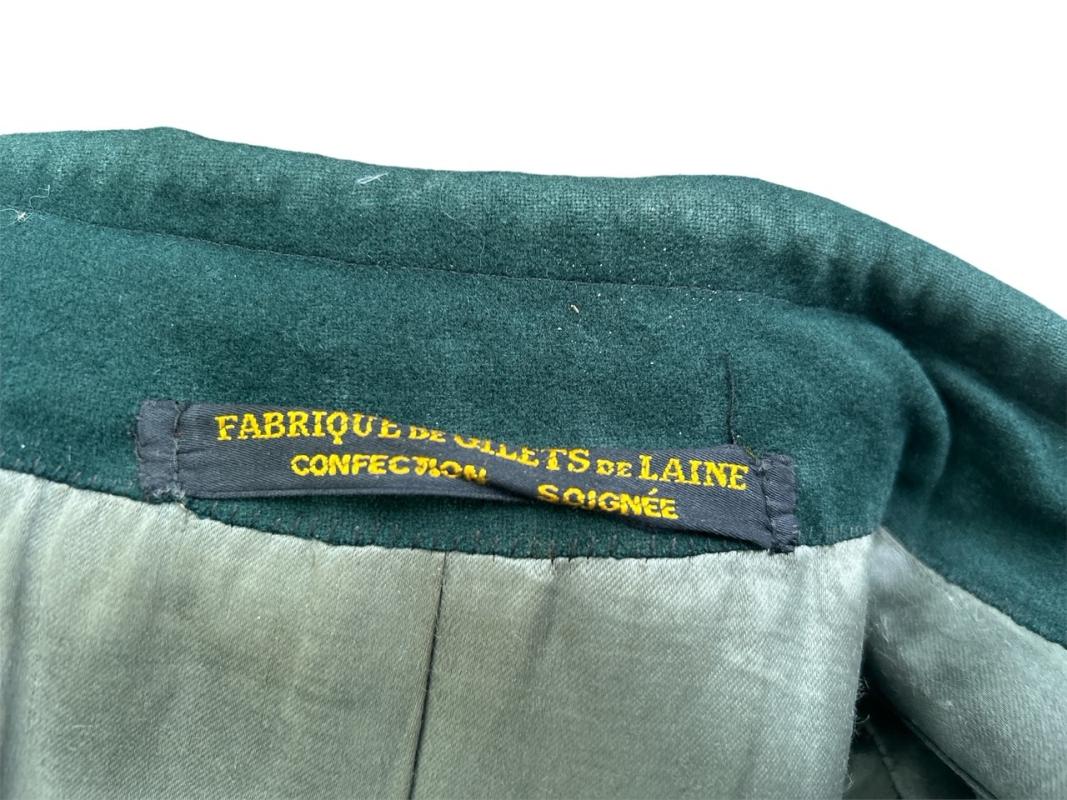 FABRIQUE DE GILETS DE LAINE
CONFECTION SOIGNÉE